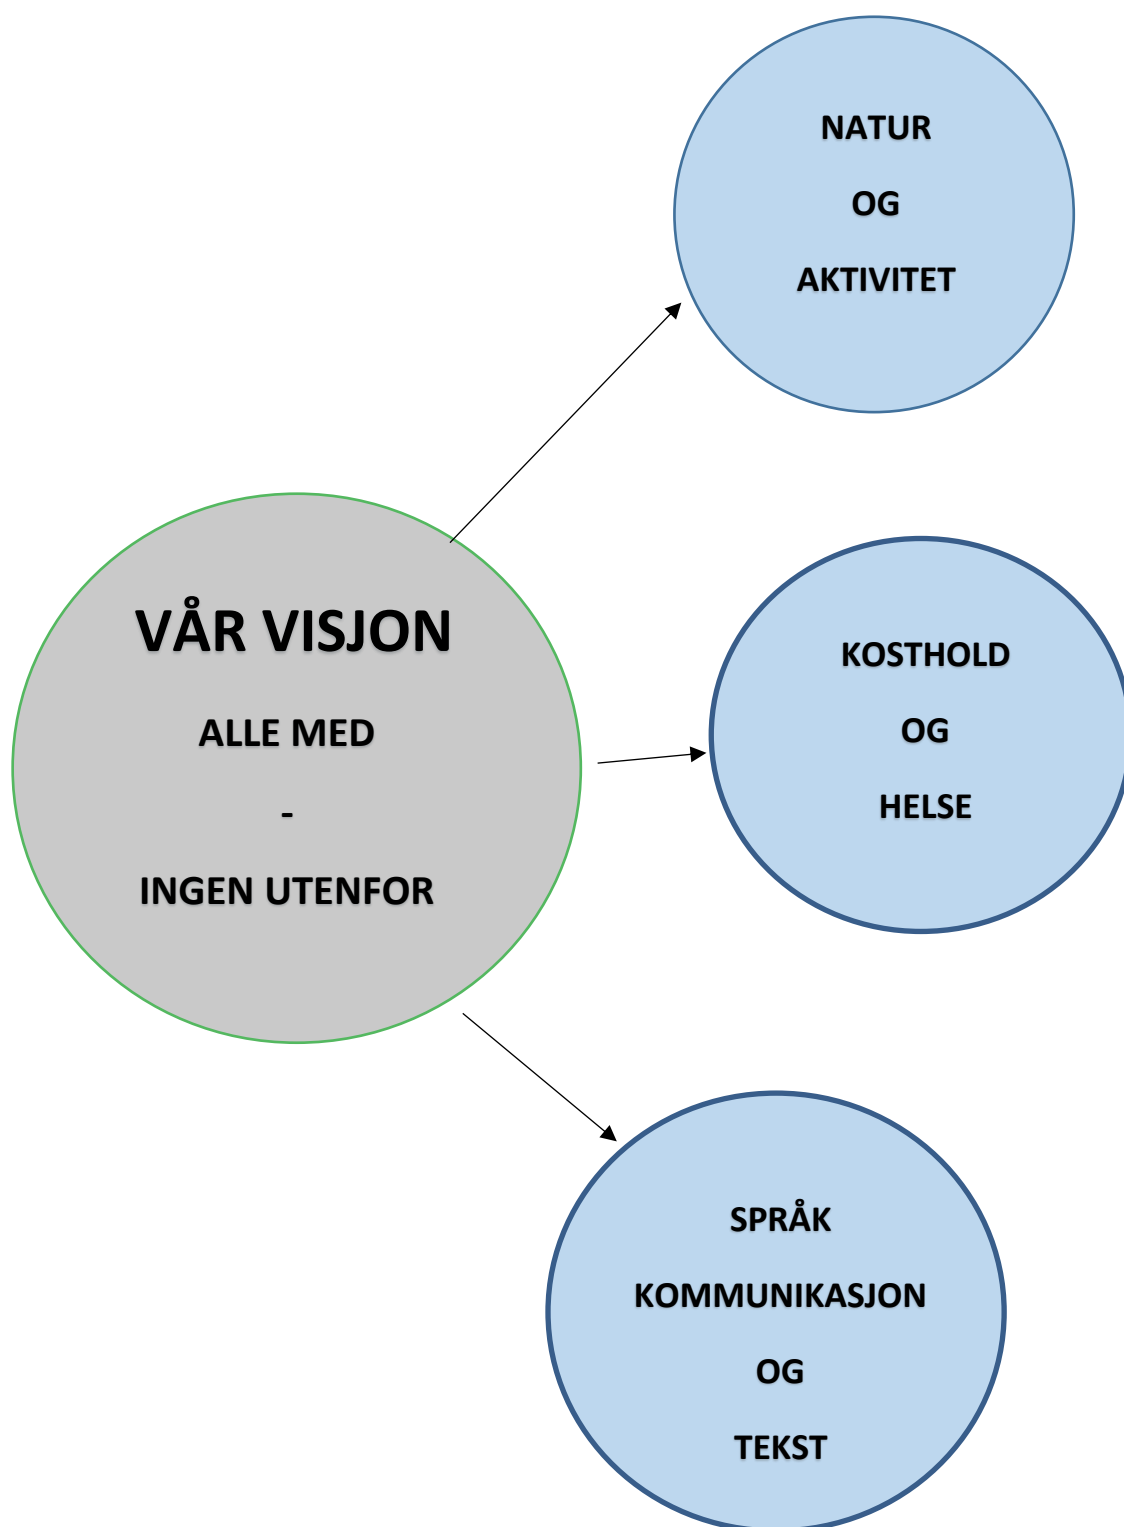 NATUR
OG
AKTIVITET
VÅR VISJON
ALLE MED
-
INGEN UTENFOR
KOSTHOLD
OG
HELSE
SPRÅK
KOMMUNIKASJON
OG
TEKST